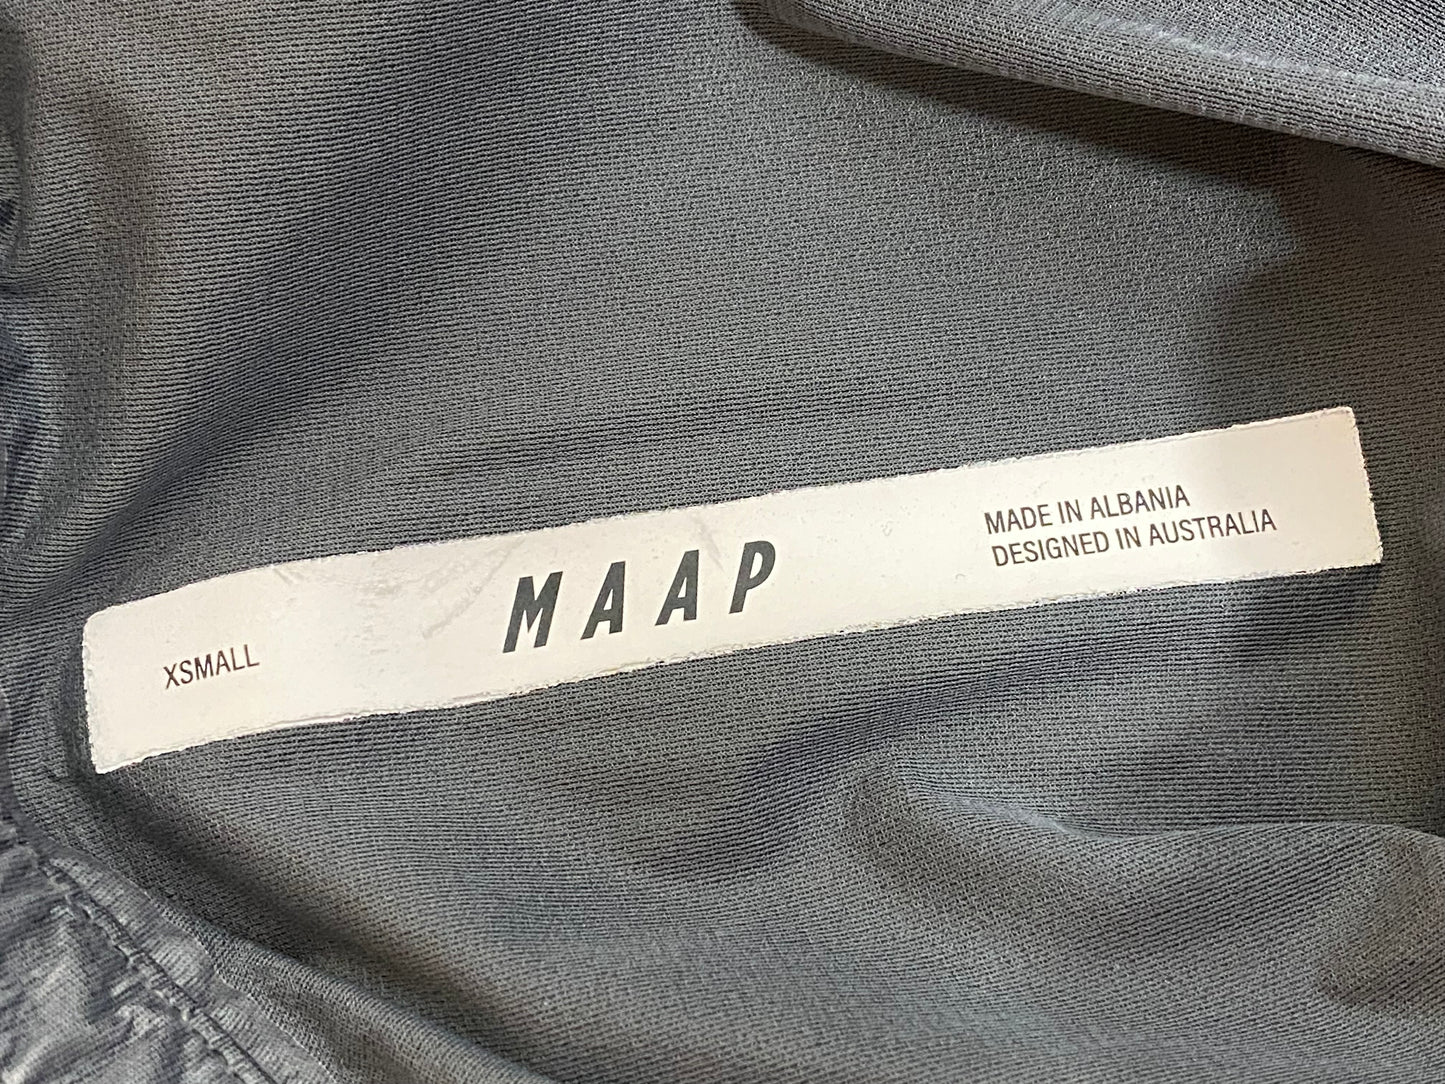 XSMALL
MAAP
MADE IN ALBANIA
DESIGNED IN AUSTRALIA